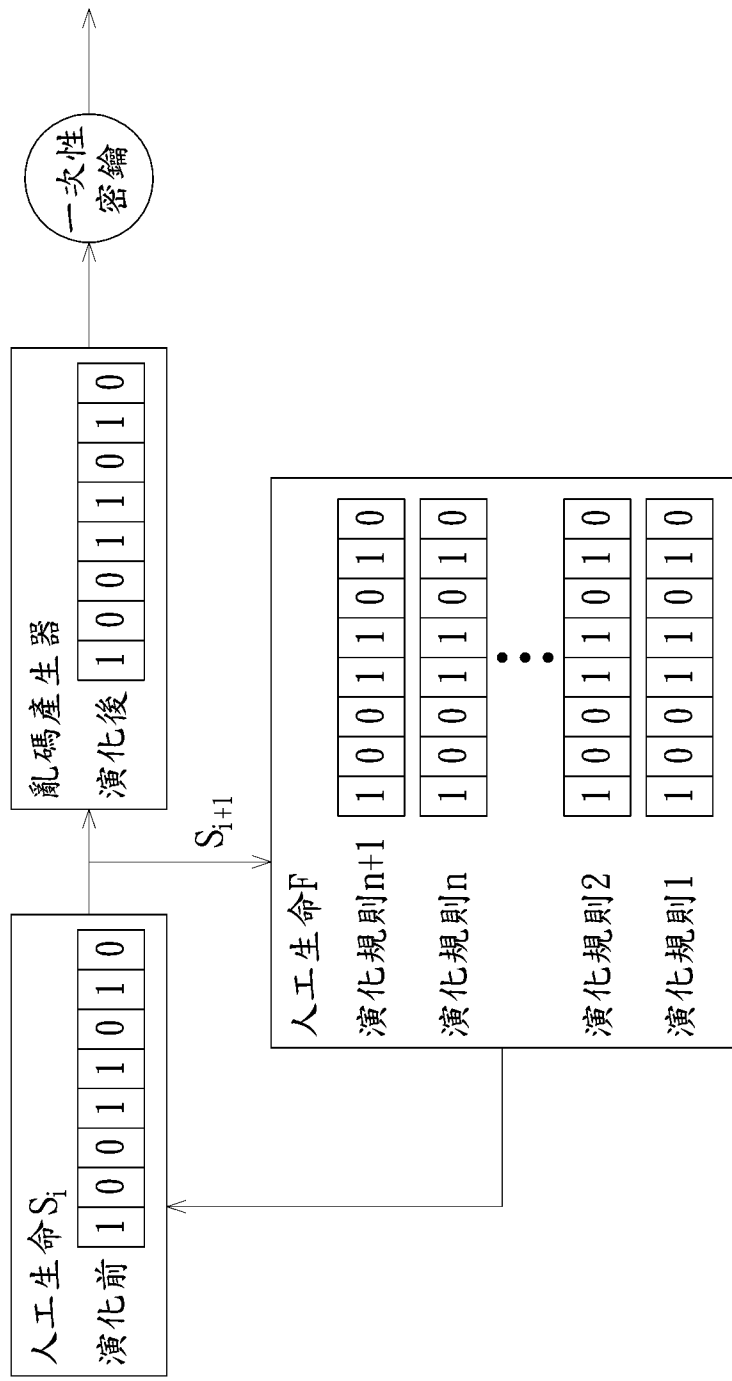 人工生命Si
演化前 1 0 0 1 1 0 1 0
亂碼產生器
演化後 1 0 0 1 1 0 1 0
一次性
密鑰
Si+1
人工生命F
演化規則n+1 1 0 0 1 1 0 1 0
演化規則n 1 0 0 1 1 0 1 0
演化規則2 1 0 0 1 1 0 1 0
演化規則1 1 0 0 1 1 0 1 0